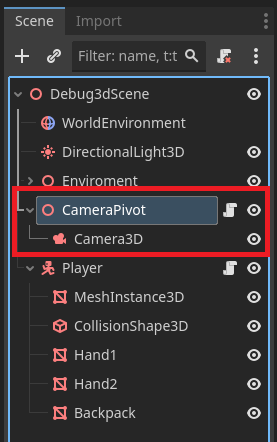 Scene Import
Filter: name, t:t
Debug3dScene
WorldEnvironment
DirectionalLight3D
Enviroment
CameraPivot
Camera3D
Player
MeshInstance3D
CollisionShape3D
Hand1
Hand2
Backpack